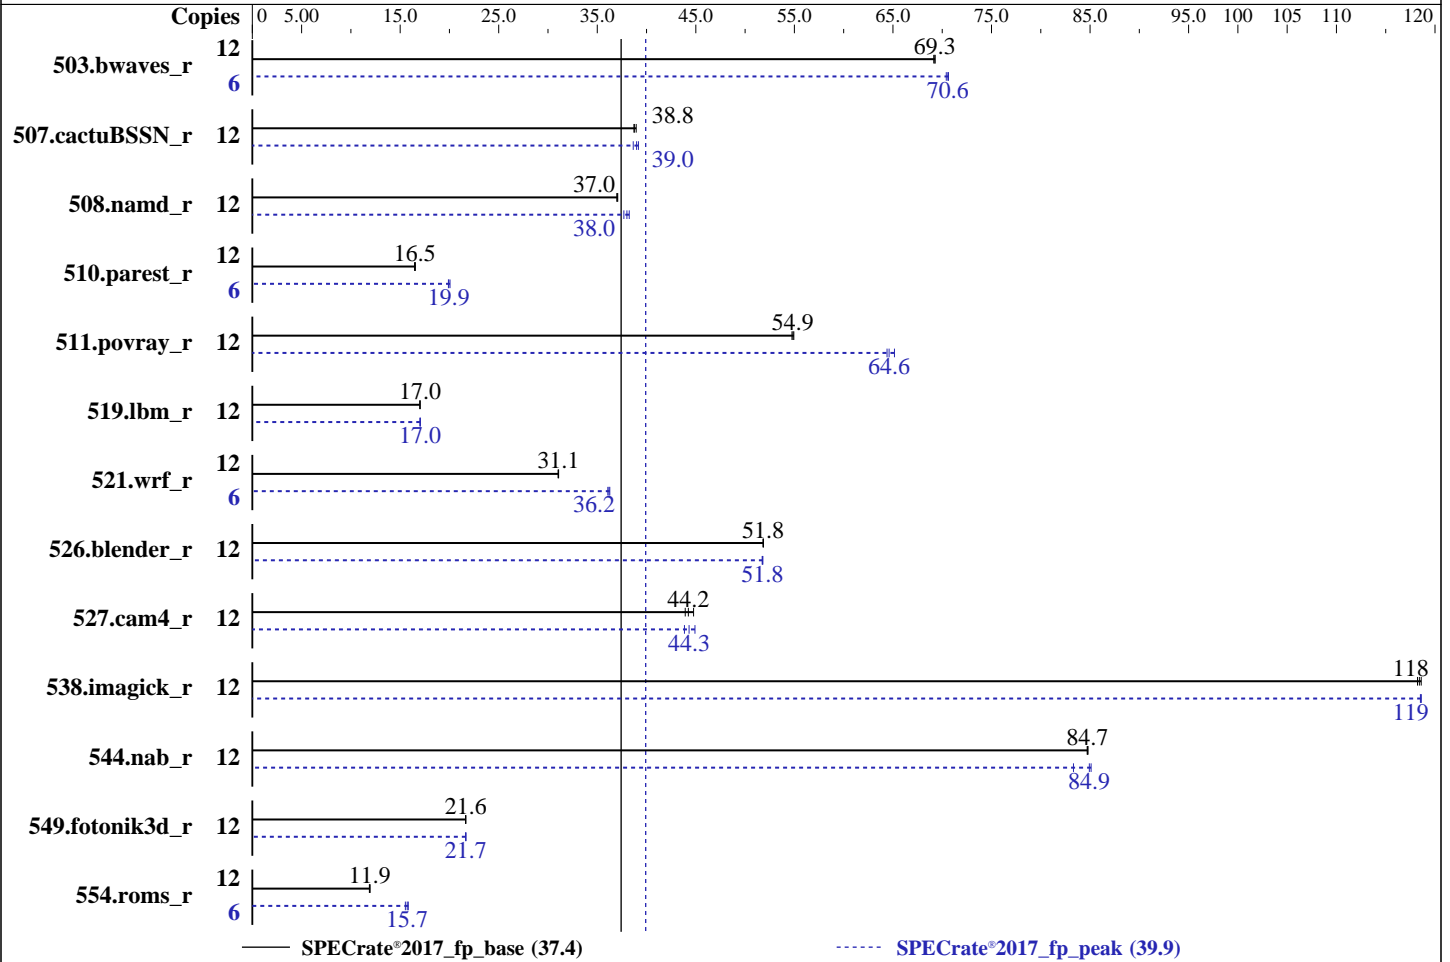 Copies 0 5.00 15.0 25.0 37.0 45.0 55.0 65.0 75.0 85.0 95.0 100 105 110 120
503.bwaves_r 12 69.3
6 70.6
507.cactuBSSN_r 12 38.8
39.0
508.namd_r 12 37.0
38.0
510.parest_r 12 16.5
6 19.9
511.povray_r 12 54.9
64.6
519.lbm_r 12 17.0
17.0
521.wrf_r 12 31.1
6 36.2
526.blender_r 12 51.8
51.8
527.cam4_r 12 44.2
44.3
538.imagick_r 12 118
119
544.nab_r 12 84.7
84.9
549.fotonik3d_r 12 21.6
21.7
554.roms_r 12 11.9
6 15.7
SPECrate®2017_fp_base (37.4) SPECrate®2017_fp_peak (39.9)